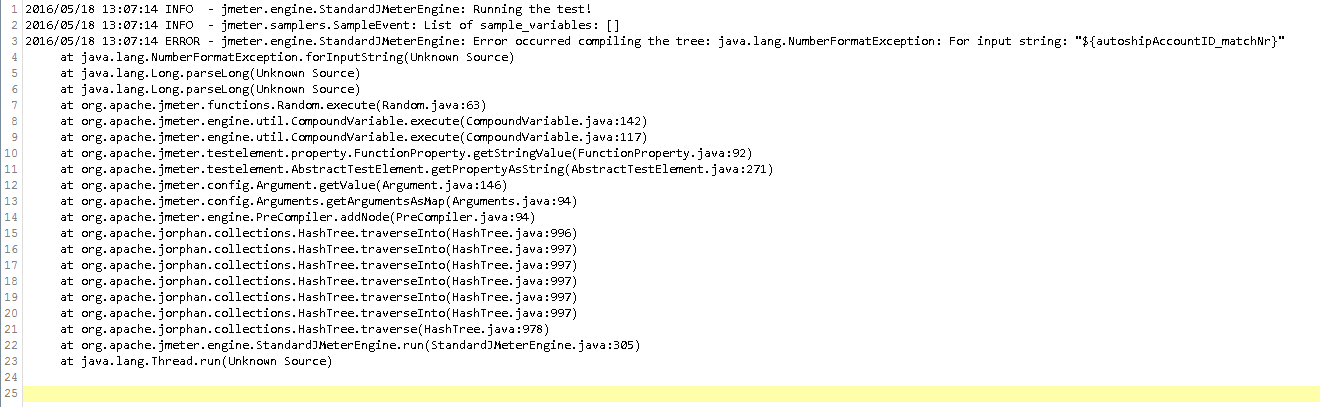 1 2016/05/18 13:07:14 INFO  - jmeter.engine.StandardJMeterEngine: Running the test!
2 2016/05/18 13:07:14 INFO  - jmeter.samplers.SampleEvent: List of sample_variables: []
3 2016/05/18 13:07:14 ERROR - jmeter.engine.StandardJMeterEngine: Error occurred compiling the tree: java.lang.NumberFormatException: For input string: "${autoshipAccountID_matchNr}"
4     at java.lang.NumberFormatException.forInputString(Unknown Source)
5     at java.lang.Long.parseLong(Unknown Source)
6     at java.lang.Long.parseLong(Unknown Source)
7     at org.apache.jmeter.functions.Random.execute(Random.java:63)
8     at org.apache.jmeter.engine.util.CompoundVariable.execute(CompoundVariable.java:142)
9     at org.apache.jmeter.engine.util.CompoundVariable.execute(CompoundVariable.java:117)
10     at org.apache.jmeter.testelement.property.FunctionProperty.getStringValue(FunctionProperty.java:92)
11     at org.apache.jmeter.testelement.AbstractTestElement.getPropertyAsString(AbstractTestElement.java:271)
12     at org.apache.jmeter.config.Argument.getValue(Argument.java:146)
13     at org.apache.jmeter.config.Arguments.getArgumentsAsMap(Arguments.java:94)
14     at org.apache.jmeter.engine.PreCompiler.addNode(PreCompiler.java:94)
15     at org.apache.jorphan.collections.HashTree.traverseInto(HashTree.java:996)
16     at org.apache.jorphan.collections.HashTree.traverseInto(HashTree.java:997)
17     at org.apache.jorphan.collections.HashTree.traverseInto(HashTree.java:997)
18     at org.apache.jorphan.collections.HashTree.traverseInto(HashTree.java:997)
19     at org.apache.jorphan.collections.HashTree.traverseInto(HashTree.java:997)
20     at org.apache.jorphan.collections.HashTree.traverseInto(HashTree.java:997)
21     at org.apache.jorphan.collections.HashTree.traverse(HashTree.java:978)
22     at org.apache.jmeter.engine.StandardJMeterEngine.run(StandardJMeterEngine.java:305)
23     at java.lang.Thread.run(Unknown Source)
24
25